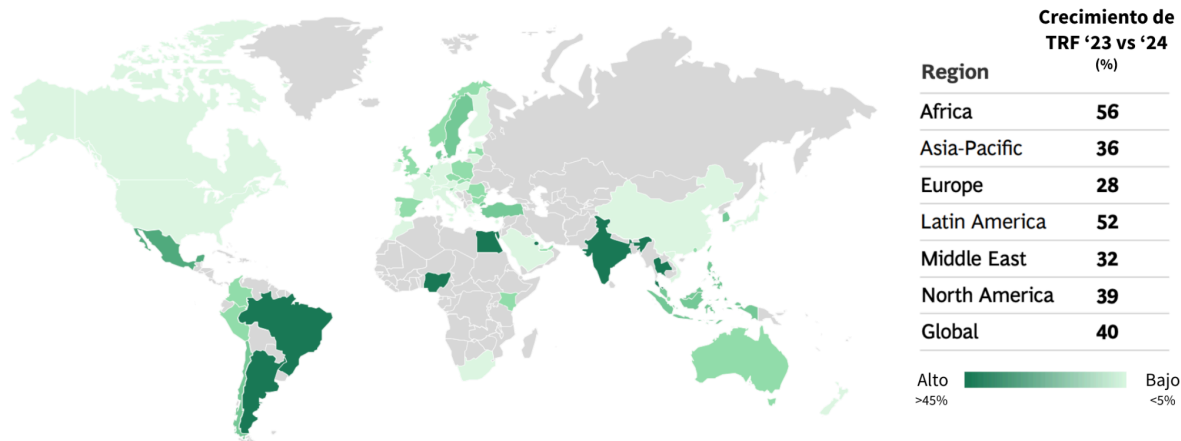 Crecimiento de
TRF ‘23 vs ‘24
(%)
Region
Africa 56
Asia-Pacific 36
Europe 28
Latin America 52
Middle East 32
North America 39
Global 40
Alto Bajo
>45% <5%